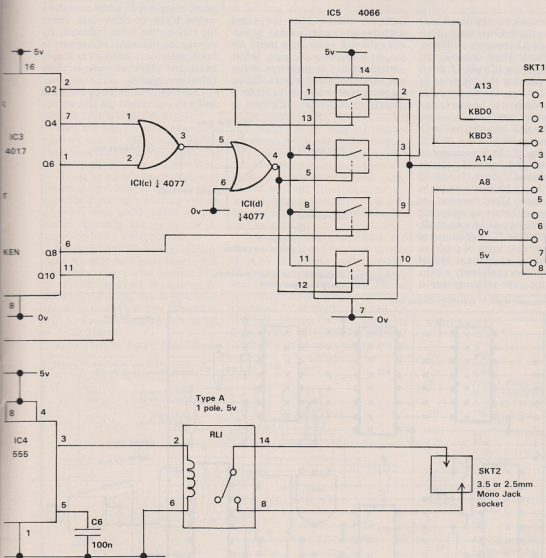 IC5 4066
5v
16
2
Q2
7
Q4
1
Q6
IC3
4017
KEN
6
Q8
11
Q10
8
0v
1
2
3
ICI(c) ¼ 4077
5
6
4
0v
ICI(d)
¼4077
5v
14
1
2
13
4
3
5
8
9
11
10
12
7
0v
SKT1
A13
KBD0
KBD3
A14
A8
0v
5v
1
2
3
4
5
6
7
8
5v
8
4
IC4
555
3
5
1
C6
100n
Type A
1 pole, 5v
RLI
2
14
6
8
SKT2
3.5 or 2.5mm
Mono Jack
socket